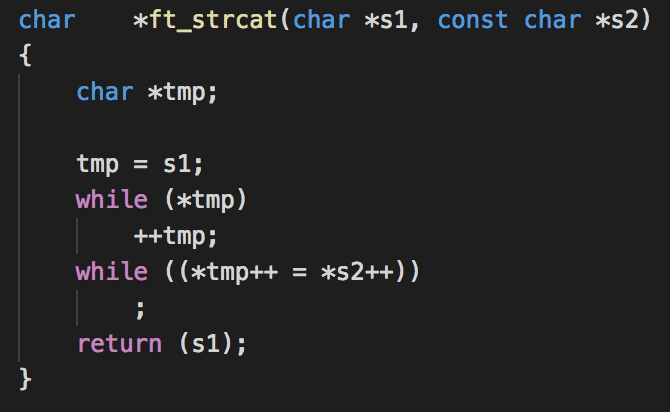 char    *ft_strcat(char *s1, const char *s2)
{
    char *tmp;

    tmp = s1;
    while (*tmp)
        ++tmp;
    while ((*tmp++ = *s2++))
        ;
    return (s1);
}